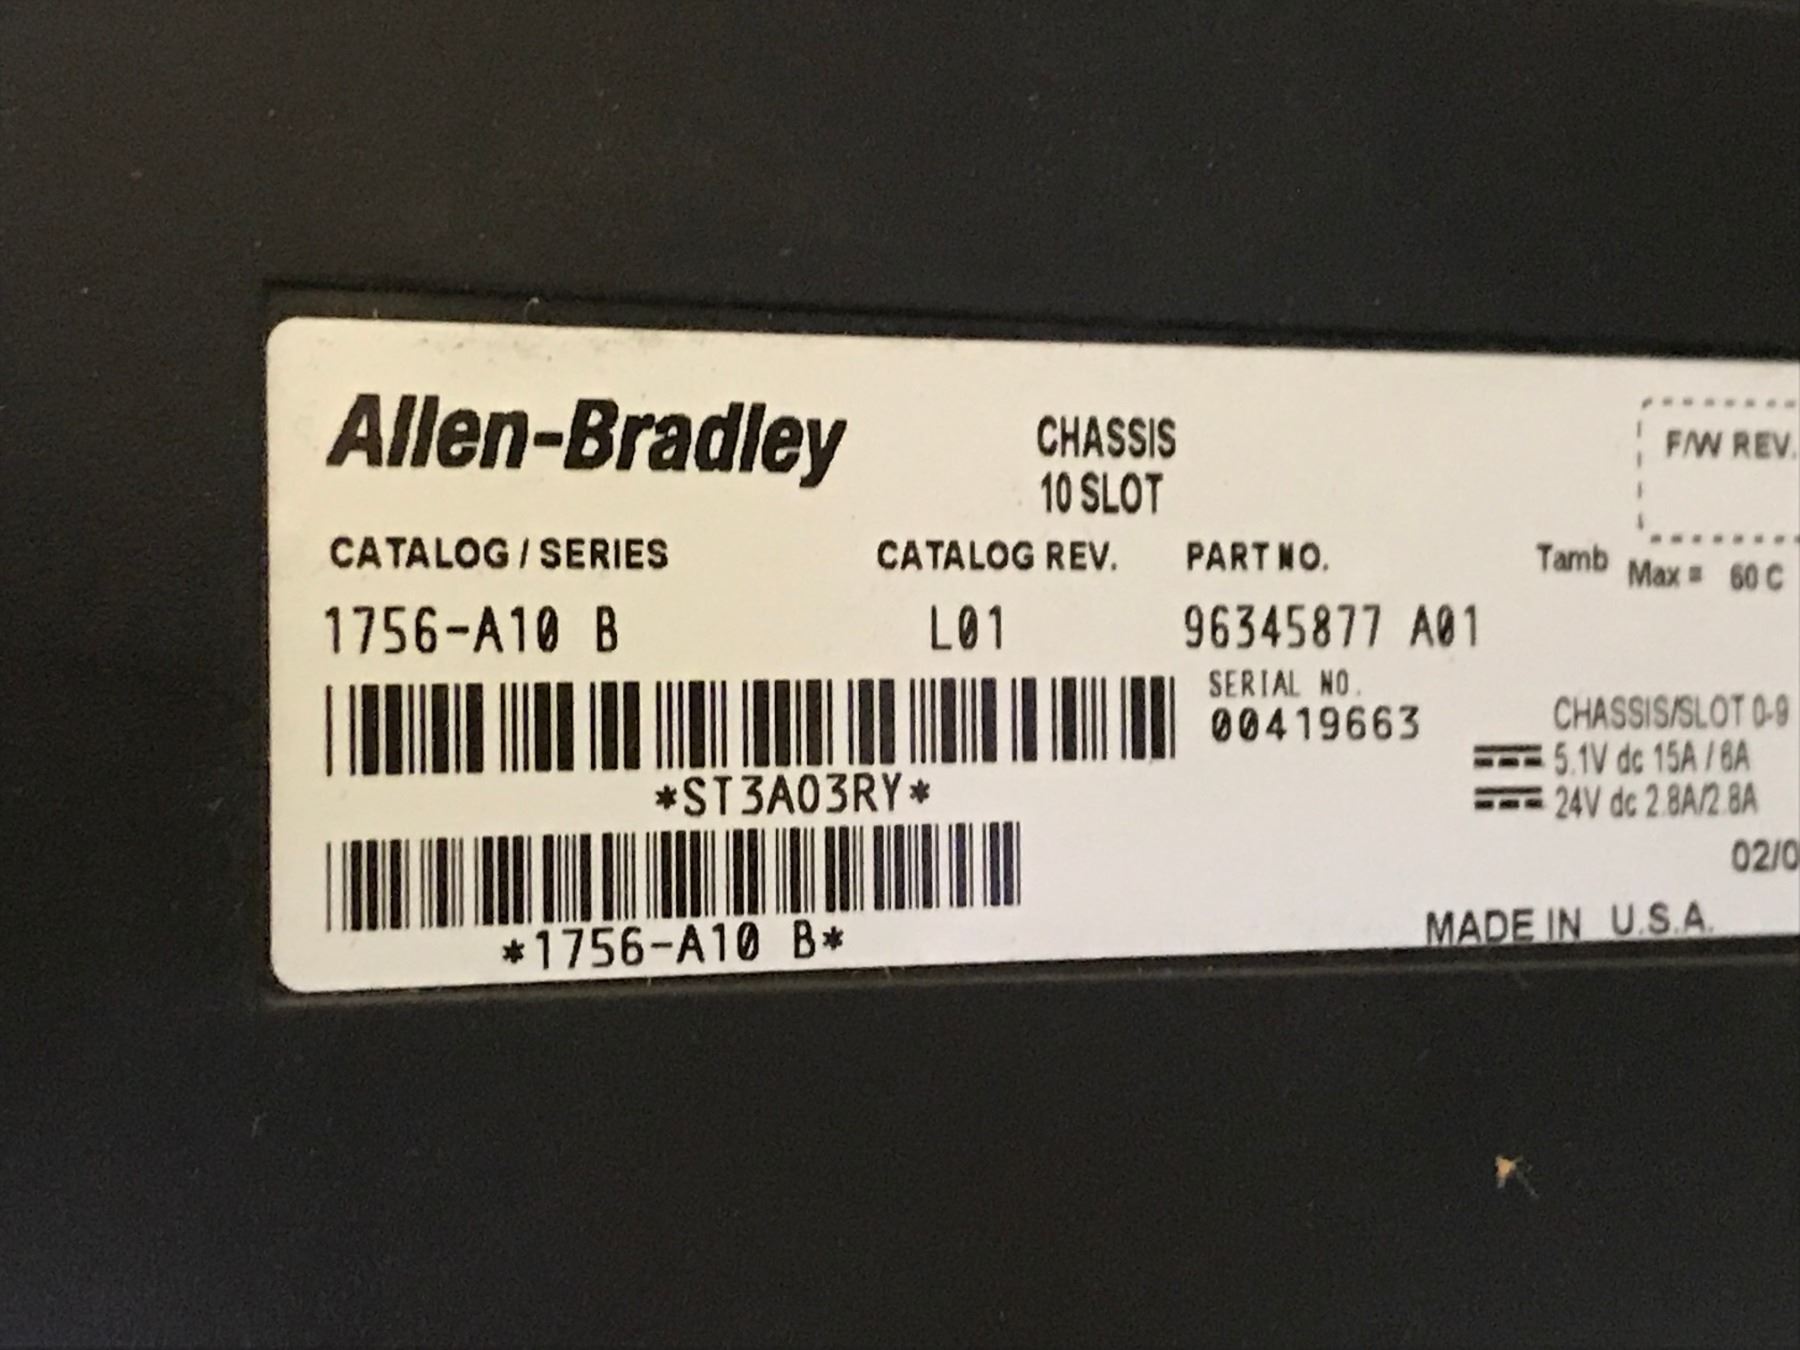 Allen-Bradley
CHASSIS
10 SLOT
F/W REV.
CATALOG / SERIES
CATALOG REV.
PART NO.
Tamb Max = 60 C
1756-A10 B
L01
96345877 A01
SERIAL NO.
00419663
CHASSIS/SLOT 0-9
5.1V dc 15A / 6A
24V dc 2.8A/2.8A
*ST3A03RY*
02/0
MADE IN U.S.A.
*1756-A10 B*